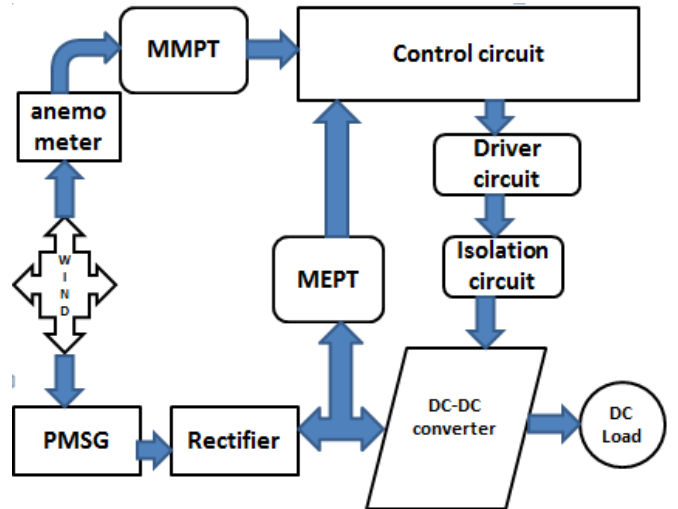 MMPT
Control circuit
anemo
meter
Driver
circuit
Isolation
circuit
W
I
N
D
MEPT
PMSG
Rectifier
DC-DC
converter
DC
Load